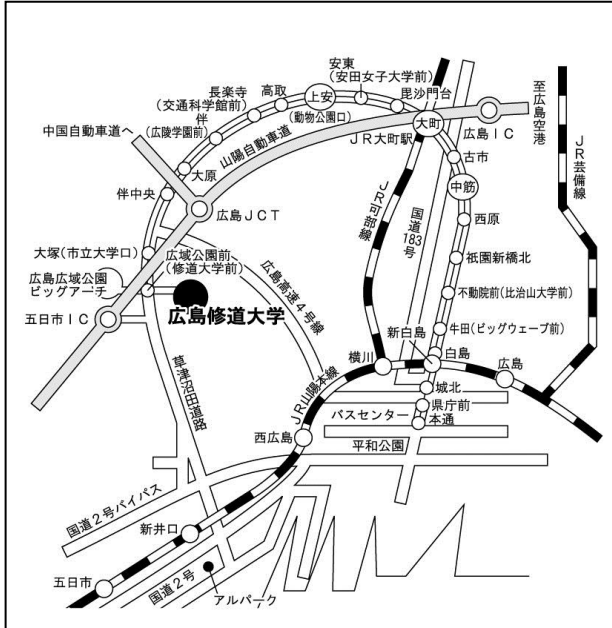 安東
(安田女子大学前)
毘沙門台
上安
(動物公園口)
高取
長楽寺
(交通科学館前)
伴
(広陵学園前)
中国自動車道へ
山陽自動車道
大町
JR大町駅
広島IC
至広島空港
JR芸備線
古市
中筋
大原
伴中央
広島JCT
JR可部線
国道183号
西原
大塚(市立大学口)
広域公園前
(修道大学前)
広島高速4号線
祇園新橋北
広島広域公園
ビッグアーチ
広島修道大学
不動院前(比治山大学前)
五日市IC
新白島
牛田(ビッグウェーブ前)
横川
白島
広島
草津沼田道路
JR山陽本線
城北
県庁前
バスセンター
本通
西広島
平和公園
国道2号バイパス
新井口
五日市
国道2号
アルパーク